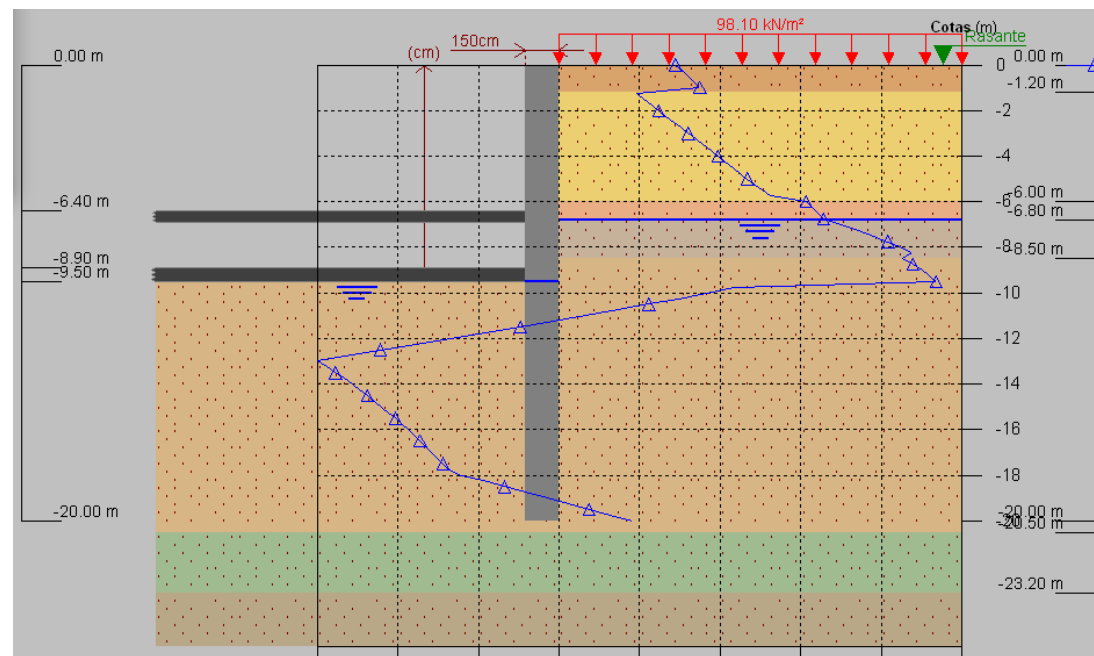 98.10 kN/m²
Cotas (m)
150cm
(cm)
Rasante
0.00 m
0
0.00 m
-1.20 m
-2
-4
-6.40 m
-6
-6.00 m
-6.80 m
-8
-8.50 m
-8.90 m
-9.50 m
-10
-12
-14
-16
-18
-20.00 m
-20.00 m
-20.50 m
-23.20 m